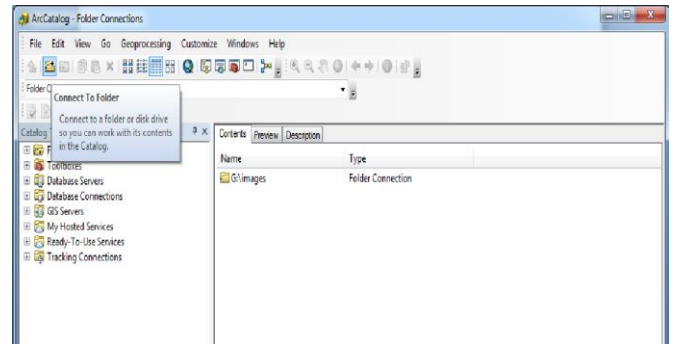 ArcCatalog - Folder Connections
File Edit View Go Geoprocessing Customize Windows Help
Folder C
Connect To Folder
Connect to a folder or disk drive
so you can work with its contents
in the Catalog.
Catalog
Contents Preview Description
Name Type
G:\images Folder Connection
F
Toolboxes
Database Servers
Database Connections
GIS Servers
My Hosted Services
Ready-To-Use Services
Tracking Connections